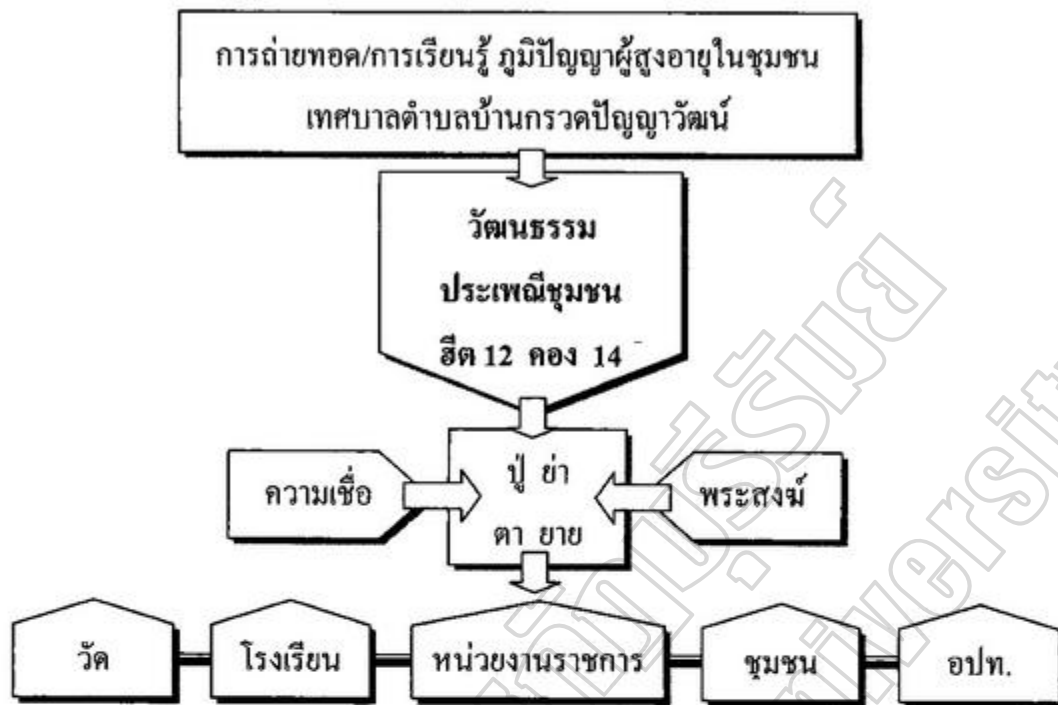 การถ่ายทอด/การเรียนรู้ ภูมิปัญญาผู้สูงอายุในชุมชน
เทศบาลตำบลบ้านกรวดปัญญาวัฒน์
วัฒนธรรม
ประเพณีชุมชน
ฮีต 12 คอง 14
ความเชื่อ
ปู่ ย่า
ตา ยาย
พระสงฆ์
วัด
โรงเรียน
หน่วยงานราชการ
ชุมชน
อปท.